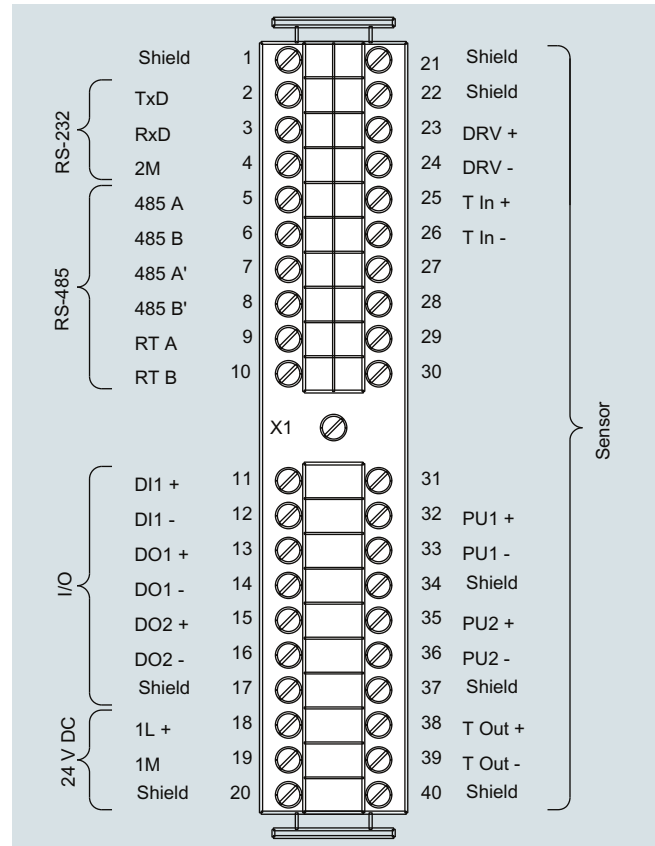 Shield 1 21 Shield
TxD 2 22 Shield
RxD 3 23 DRV +
2M 4 24 DRV -
RS-232
485 A 5 25 T In +
485 B 6 26 T In -
485 A' 7 27
485 B' 8 28
RT A 9 29
RT B 10 30
RS-485
X1
Sensor
DI1 + 11 31
DI1 - 12 32 PU1 +
DO1 + 13 33 PU1 -
DO1 - 14 34 Shield
DO2 + 15 35 PU2 +
DO2 - 16 36 PU2 -
Shield 17 37 Shield
I/O
1L + 18 38 T Out +
1M 19 39 T Out -
Shield 20 40 Shield
24 V DC